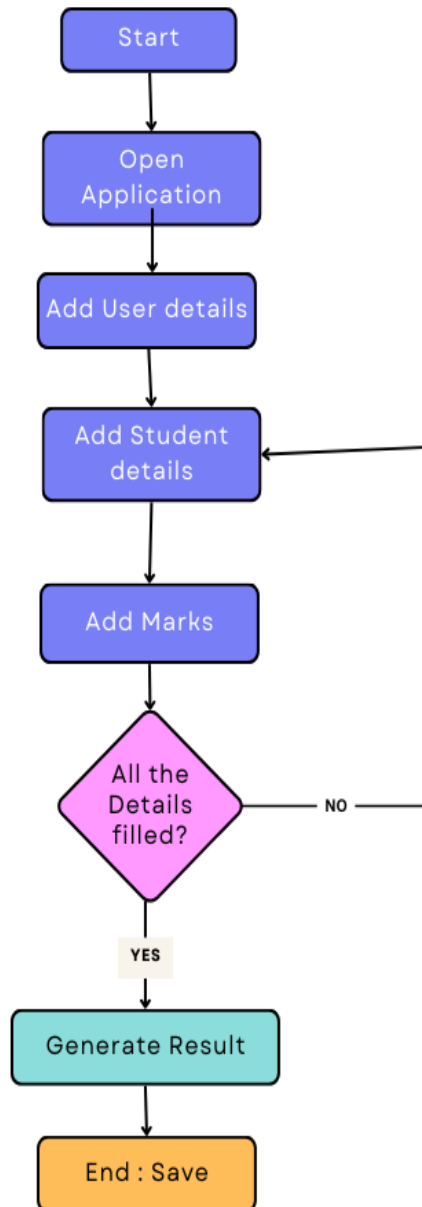 Start
Open
Application
Add User details
Add Student
details
Add Marks
All the
Details
filled?
NO
YES
Generate Result
End : Save